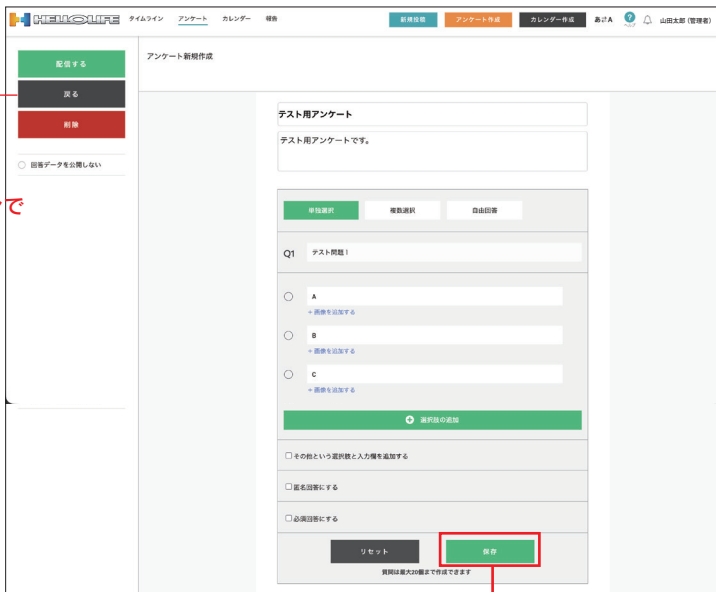 HELLO LIFE タイムライン アンケート カレンダー 報告 新規投稿 アンケート作成 カレンダー作成 あ⇄A ? ヘルプ 山田太郎 (管理者)
配信する
戻る
削除
回答データを公開しない
で
アンケート新規作成
テスト用アンケート
テスト用アンケートです。
単独選択 複数選択 自由回答
Q1 テスト問題!
A
+ 画像を追加する
B
+ 画像を追加する
C
+ 画像を追加する
選択肢の追加
その他という選択肢と入力欄を追加する
匿名回答にする
必須回答にする
リセット 保存
質問は最大20個まで作成できます